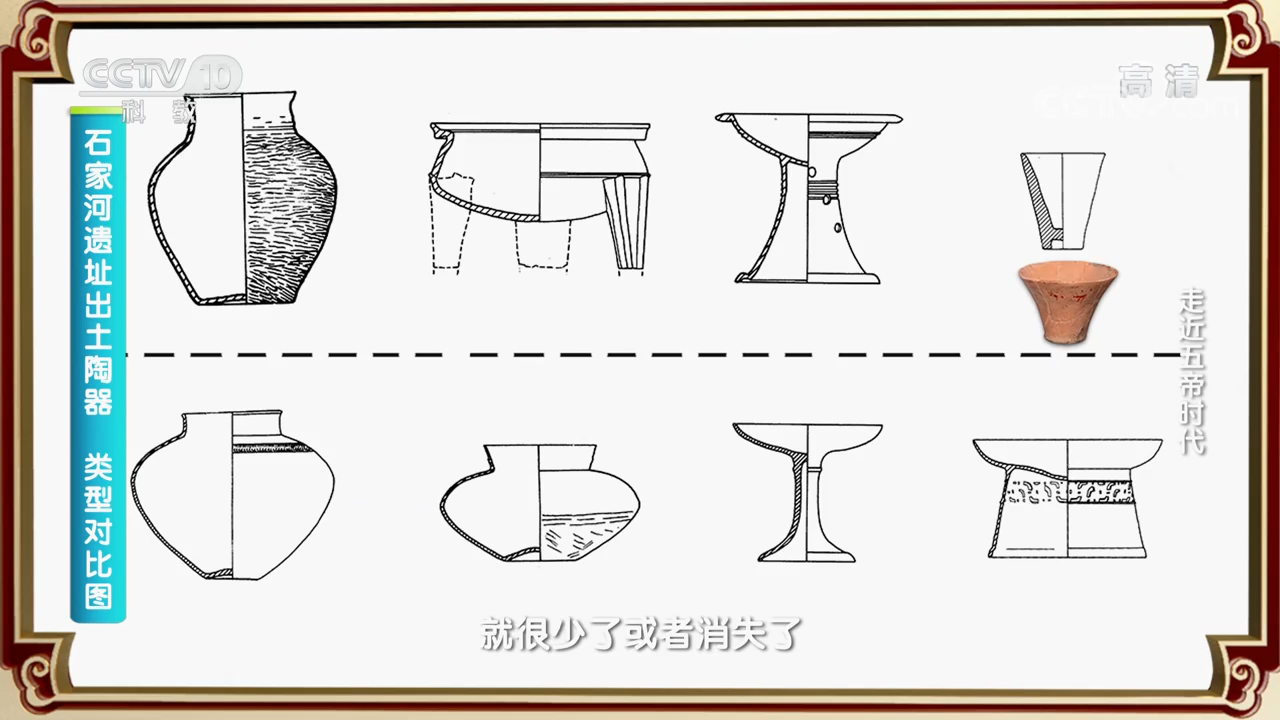 CCTV 10
科教
高清
石家河遗址出土陶器 类型对比图
走近五帝时代
就很少了或者消失了